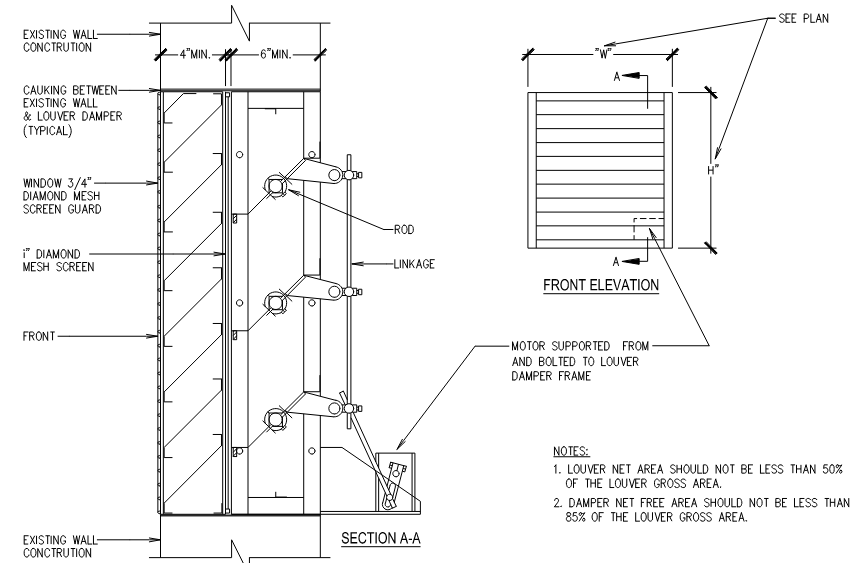 EXISTING WALL
CONCTRUTION
4"MIN.
6"MIN.
CAUKING BETWEEN
EXISTING WALL
& LOUVER DAMPER
(TYPICAL)
WINDOW 3/4"
DIAMOND MESH
SCREEN GUARD
i" DIAMOND
MESH SCREEN
FRONT
EXISTING WALL
CONCTRUTION
ROD
LINKAGE
SECTION A-A
SEE PLAN
"W"
A
H"
A
FRONT ELEVATION
MOTOR SUPPORTED FROM
AND BOLTED TO LOUVER
DAMPER FRAME
NOTES:
1. LOUVER NET AREA SHOULD NOT BE LESS THAN 50%
OF THE LOUVER GROSS AREA.
2. DAMPER NET FREE AREA SHOULD NOT BE LESS THAN
85% OF THE LOUVER GROSS AREA.